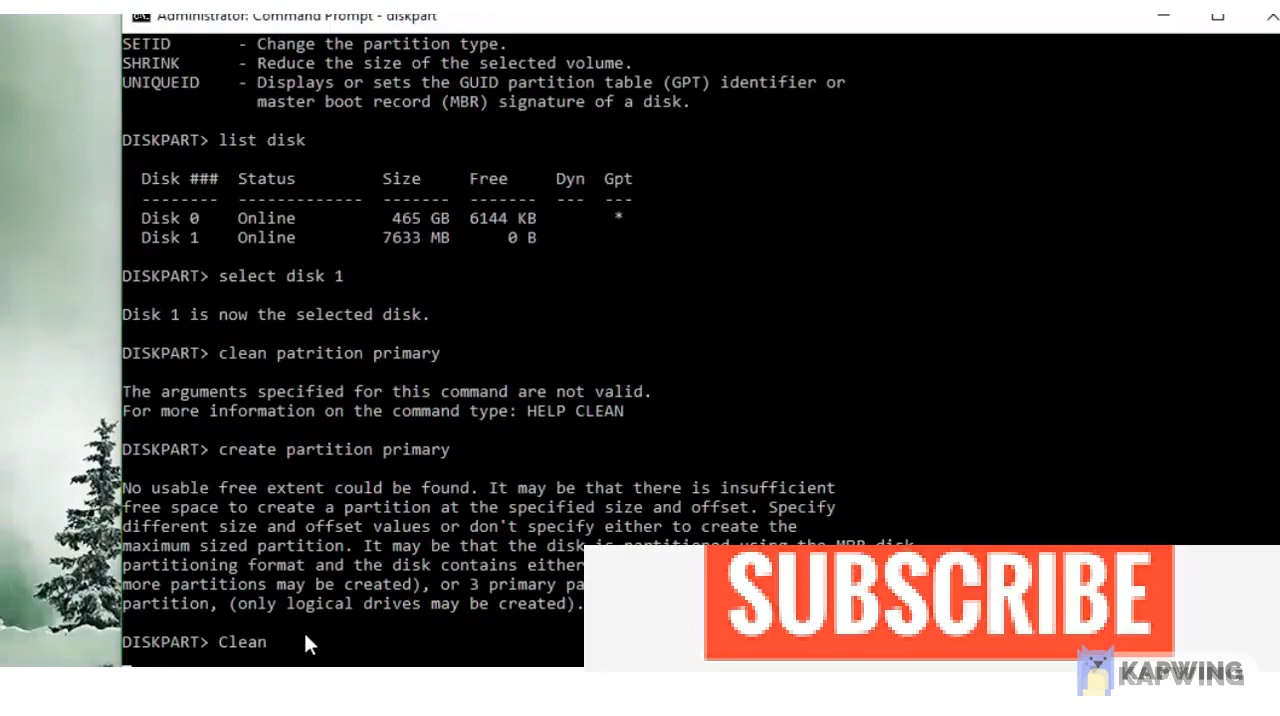 Administrator: Command Prompt - diskpart
SETID - Change the partition type.
SHRINK - Reduce the size of the selected volume.
UNIQUEID - Displays or sets the GUID partition table (GPT) identifier or
master boot record (MBR) signature of a disk.
DISKPART> list disk
Disk ### Status Size Free Dyn Gpt
-------- ------------- ------- ------- --- ---
Disk 0 Online 465 GB 6144 KB *
Disk 1 Online 7633 MB 0 B
DISKPART> select disk 1
Disk 1 is now the selected disk.
DISKPART> clean patrition primary
The arguments specified for this command are not valid.
For more information on the command type: HELP CLEAN
DISKPART> create partition primary
No usable free extent could be found. It may be that there is insufficient
free space to create a partition at the specified size and offset. Specify
different size and offset values or don't specify either to create the
maximum sized partition. It may be that the disk is partitioned using the MBR disk
partitioning format and the disk contains either
more partitions may be created), or 3 primary pa
partition, (only logical drives may be created).
DISKPART> Clean
SUBSCRIBE
KAPWING